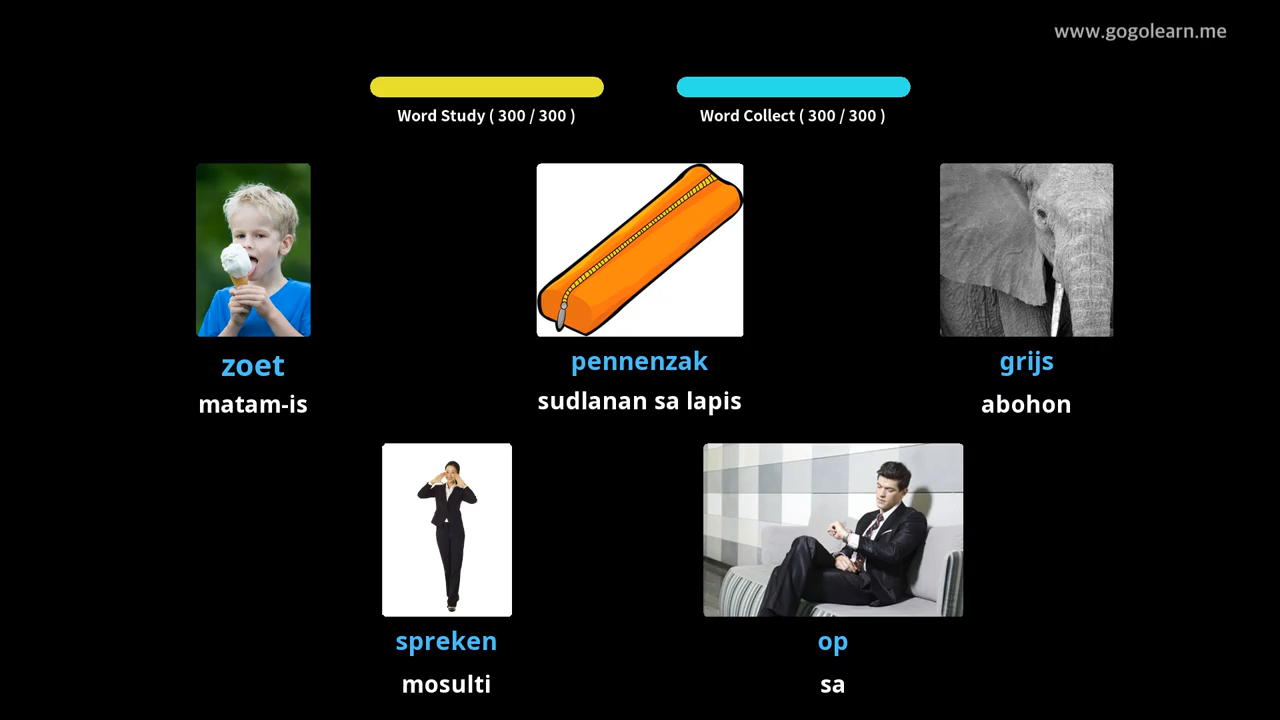 www.gogolearn.me
Word Study ( 300 / 300 )
Word Collect ( 300 / 300 )
zoet
pennenzak
grijs
matam-is
sudlanan sa lapis
abohon
spreken
op
mosulti
sa